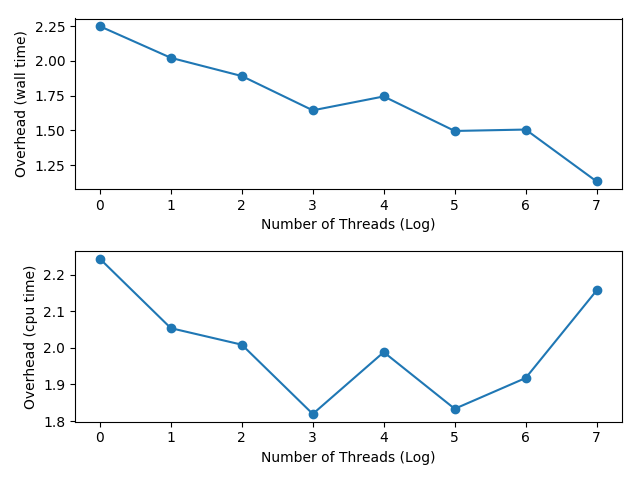 Overhead (wall time)
2.25
2.00
1.75
1.50
1.25
0 1 2 3 4 5 6 7
Number of Threads (Log)
Overhead (cpu time)
2.2
2.1
2.0
1.9
1.8
0 1 2 3 4 5 6 7
Number of Threads (Log)